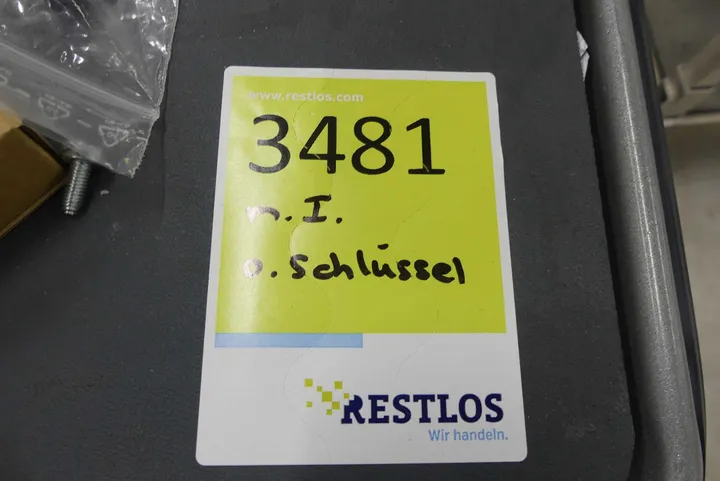 www.restlos.com
3481
m. I.
o. Schlüssel
RESTLOS
Wir handeln.